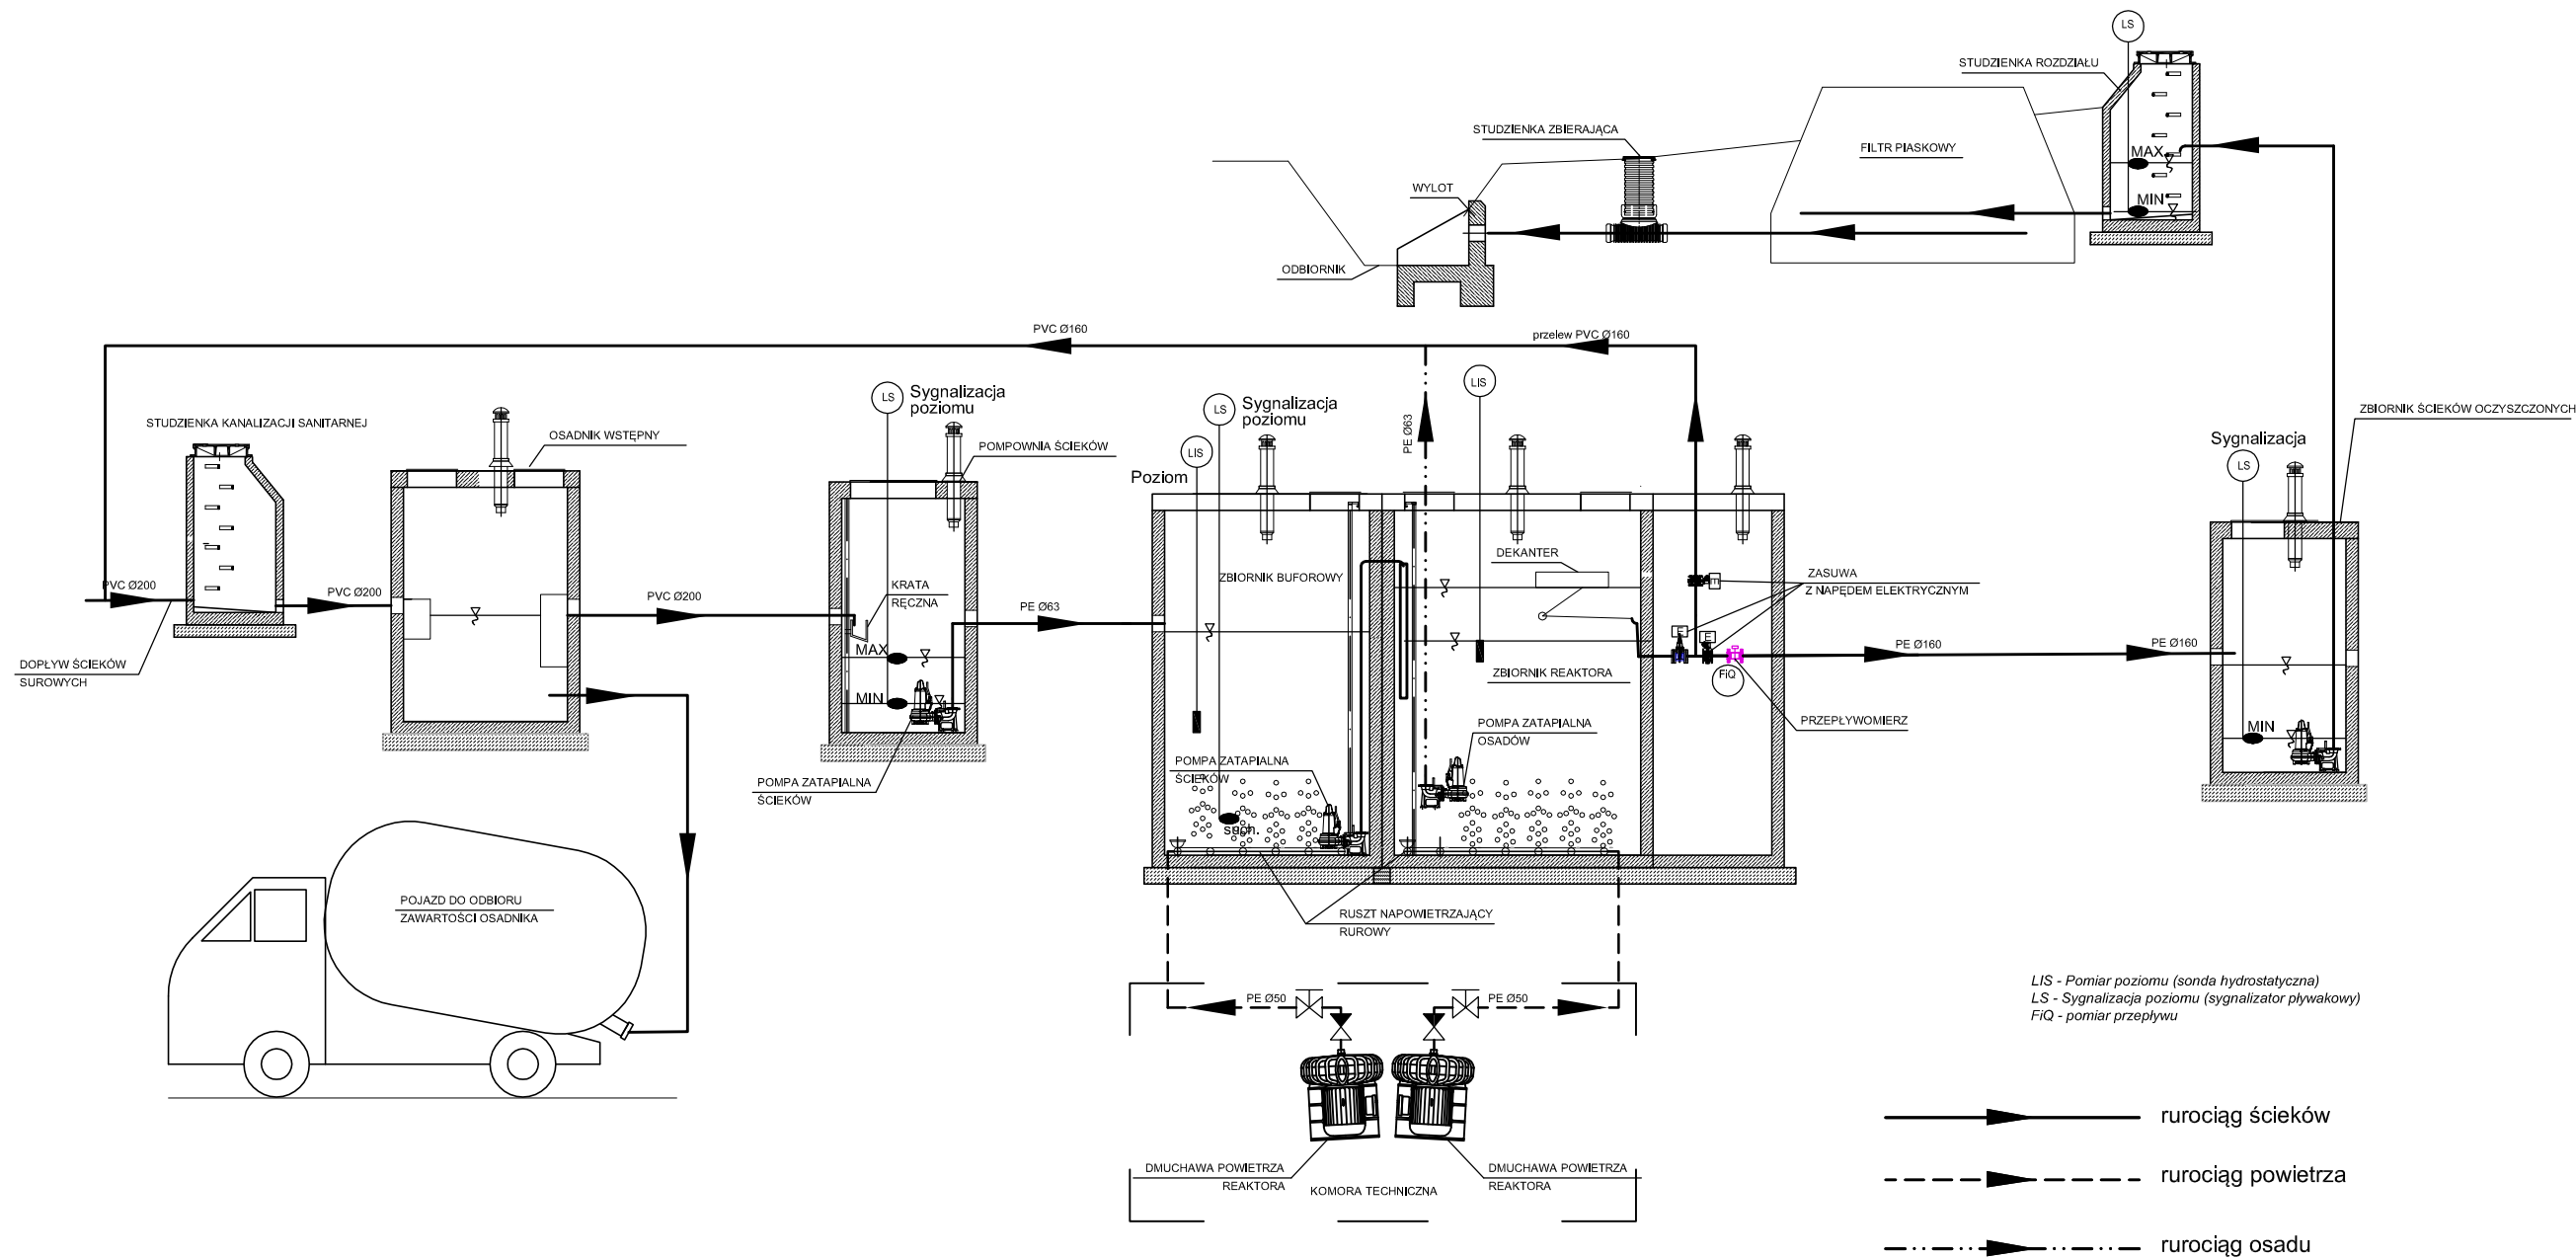 LS
STUDZIENKA ROZDZIAŁU
STUDZIENKA ZBIERAJĄCA
FILTR PIASKOWY
MAX
MIN
WYLOT
ODBIORNIK
PVC Ø160
przelew PVC Ø160
STUDZIENKA KANALIZACJI SANITARNEJ
OSADNIK WSTĘPNY
LS
Sygnalizacja
poziomu
POMPOWNIA ŚCIEKÓW
LS
Sygnalizacja
poziomu
LIS
Poziom
LIS
PE Ø63
ZBIORNIK ŚCIEKÓW OCZYSZCZONYCH
Sygnalizacja
LS
PVC Ø200
PVC Ø200
PVC Ø200
KRATA
RĘCZNA
PE Ø63
ZBIORNIK BUFOROWY
DEKANTER
ZASUWA
Z NAPĘDEM ELEKTRYCZNYM
E
E
E
DOPŁYW ŚCIEKÓW
SUROWYCH
MAX
MIN
ZBIORNIK REAKTORA
FiQ
PE Ø160
PE Ø160
PRZEPŁYWOMIERZ
MIN
POMPA ZATAPIALNA
OSADÓW
POMPA ZATAPIALNA
ŚCIEKÓW
POMPA ZATAPIALNA
ŚCIEKÓW
POJAZD DO ODBIORU
ZAWARTOŚCI OSADNIKA
RUSZT NAPOWIETRZAJĄCY
RUROWY
PE Ø50
PE Ø50
LIS - Pomiar poziomu (sonda hydrostatyczna)
LS - Sygnalizacja poziomu (sygnalizator pływakowy)
FiQ - pomiar przepływu
DMUCHAWA POWIETRZA
REAKTORA
KOMORA TECHNICZNA
DMUCHAWA POWIETRZA
REAKTORA
rurociąg ścieków
rurociąg powietrza
rurociąg osadu